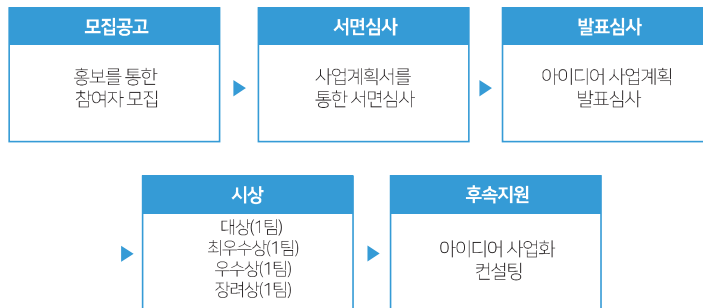 모집공고
홍보를 통한
참여자 모집
서면심사
사업계획서를
통한 서면심사
발표심사
아이디어 사업계획
발표심사
시상
대상(1팀)
최우수상(1팀)
우수상(1팀)
장려상(1팀)
후속지원
아이디어 사업화
컨설팅